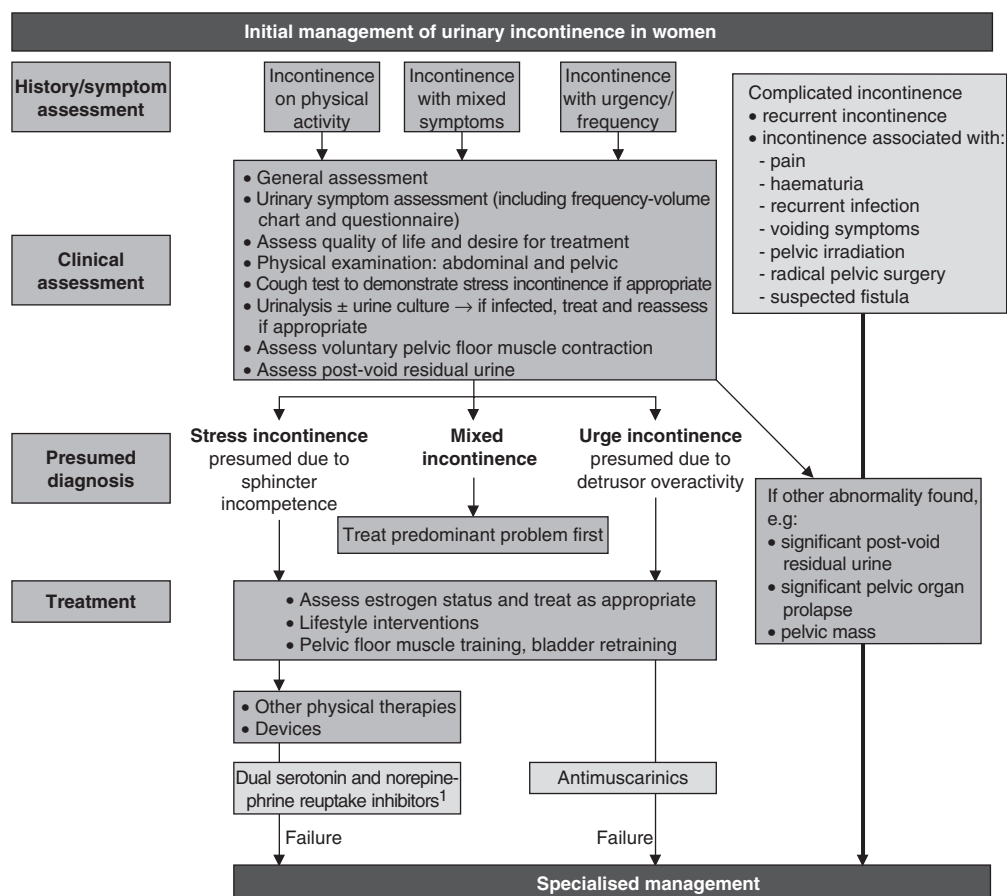 Initial management of urinary incontinence in women
History/symptom
assessment
Incontinence
on physical
activity
Incontinence
with mixed
symptoms
Incontinence
with urgency/
frequency
Complicated incontinence
• recurrent incontinence
• incontinence associated with:
- pain
- haematuria
- recurrent infection
- voiding symptoms
- pelvic irradiation
- radical pelvic surgery
- suspected fistula
Clinical
assessment
• General assessment
• Urinary symptom assessment (including frequency-volume
chart and questionnaire)
• Assess quality of life and desire for treatment
• Physical examination: abdominal and pelvic
• Cough test to demonstrate stress incontinence if appropriate
• Urinalysis ± urine culture → if infected, treat and reassess
if appropriate
• Assess voluntary pelvic floor muscle contraction
• Assess post-void residual urine
Presumed
diagnosis
Stress incontinence
presumed due to
sphincter
incompetence
Mixed
incontinence
Urge incontinence
presumed due to
detrusor overactivity
Treat predominant problem first
If other abnormality found,
e.g:
• significant post-void
residual urine
• significant pelvic organ
prolapse
• pelvic mass
Treatment
• Assess estrogen status and treat as appropriate
• Lifestyle interventions
• Pelvic floor muscle training, bladder retraining
• Other physical therapies
• Devices
Dual serotonin and norepine-
phrine reuptake inhibitors1
Antimuscarinics
Failure
Failure
Specialised management